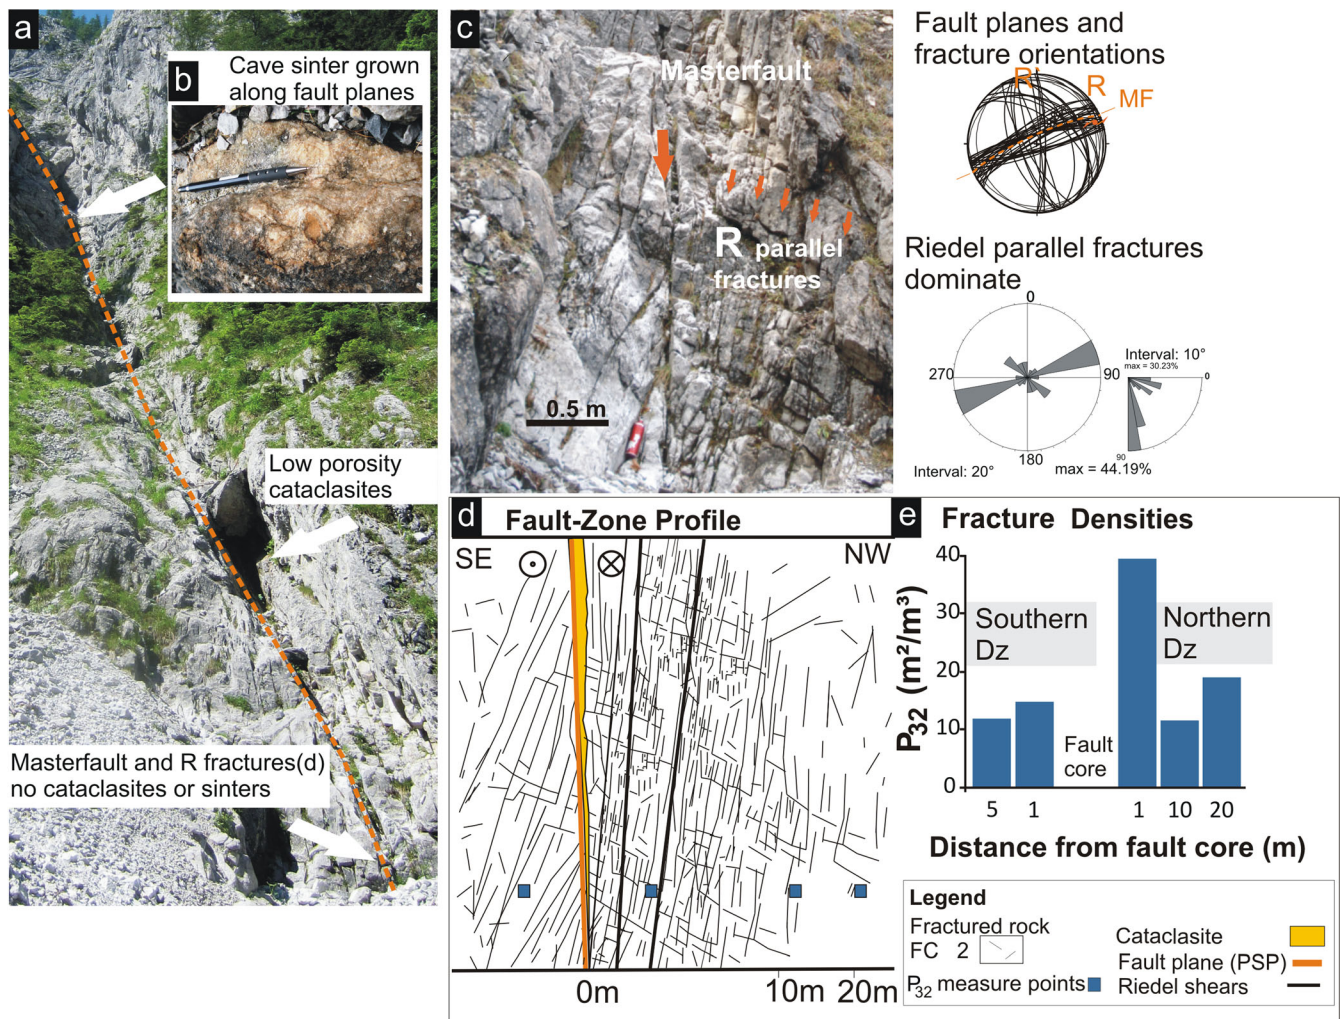 a
b
Cave sinter grown
along fault planes
Low porosity
cataclasites
Masterfault and R fractures(d)
no cataclasites or sinters
c
Masterfault
R parallel
fractures
0.5 m
Fault planes and
fracture orientations
R'
R
MF
Riedel parallel fractures
dominate
0
270
90
180
Interval: 20°
Interval: 10°
max = 30.23%
0
90
max = 44.19%
d
Fault-Zone Profile
SE
NW
0m
10m
20m
e
Fracture Densities
P32 (m²/m³)
40
30
20
10
0
Southern
Dz
Northern
Dz
Fault
core
5
1
1
10
20
Distance from fault core (m)
Legend
Fractured rock
FC 2
P32 measure points
Cataclasite
Fault plane (PSP)
Riedel shears